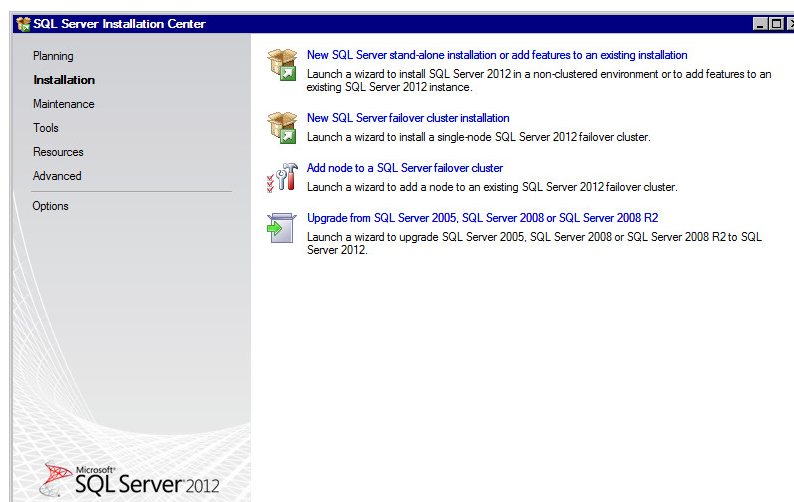 SQL Server Installation Center
Planning
Installation
Maintenance
Tools
Resources
Advanced
Options
New SQL Server stand-alone installation or add features to an existing installation
Launch a wizard to install SQL Server 2012 in a non-clustered environment or to add features to an
existing SQL Server 2012 instance.
New SQL Server failover cluster installation
Launch a wizard to install a single-node SQL Server 2012 failover cluster.
Add node to a SQL Server failover cluster
Launch a wizard to add a node to an existing SQL Server 2012 failover cluster.
Upgrade from SQL Server 2005, SQL Server 2008 or SQL Server 2008 R2
Launch a wizard to upgrade SQL Server 2005, SQL Server 2008 or SQL Server 2008 R2 to SQL
Server 2012.
Microsoft®
SQL Server 2012